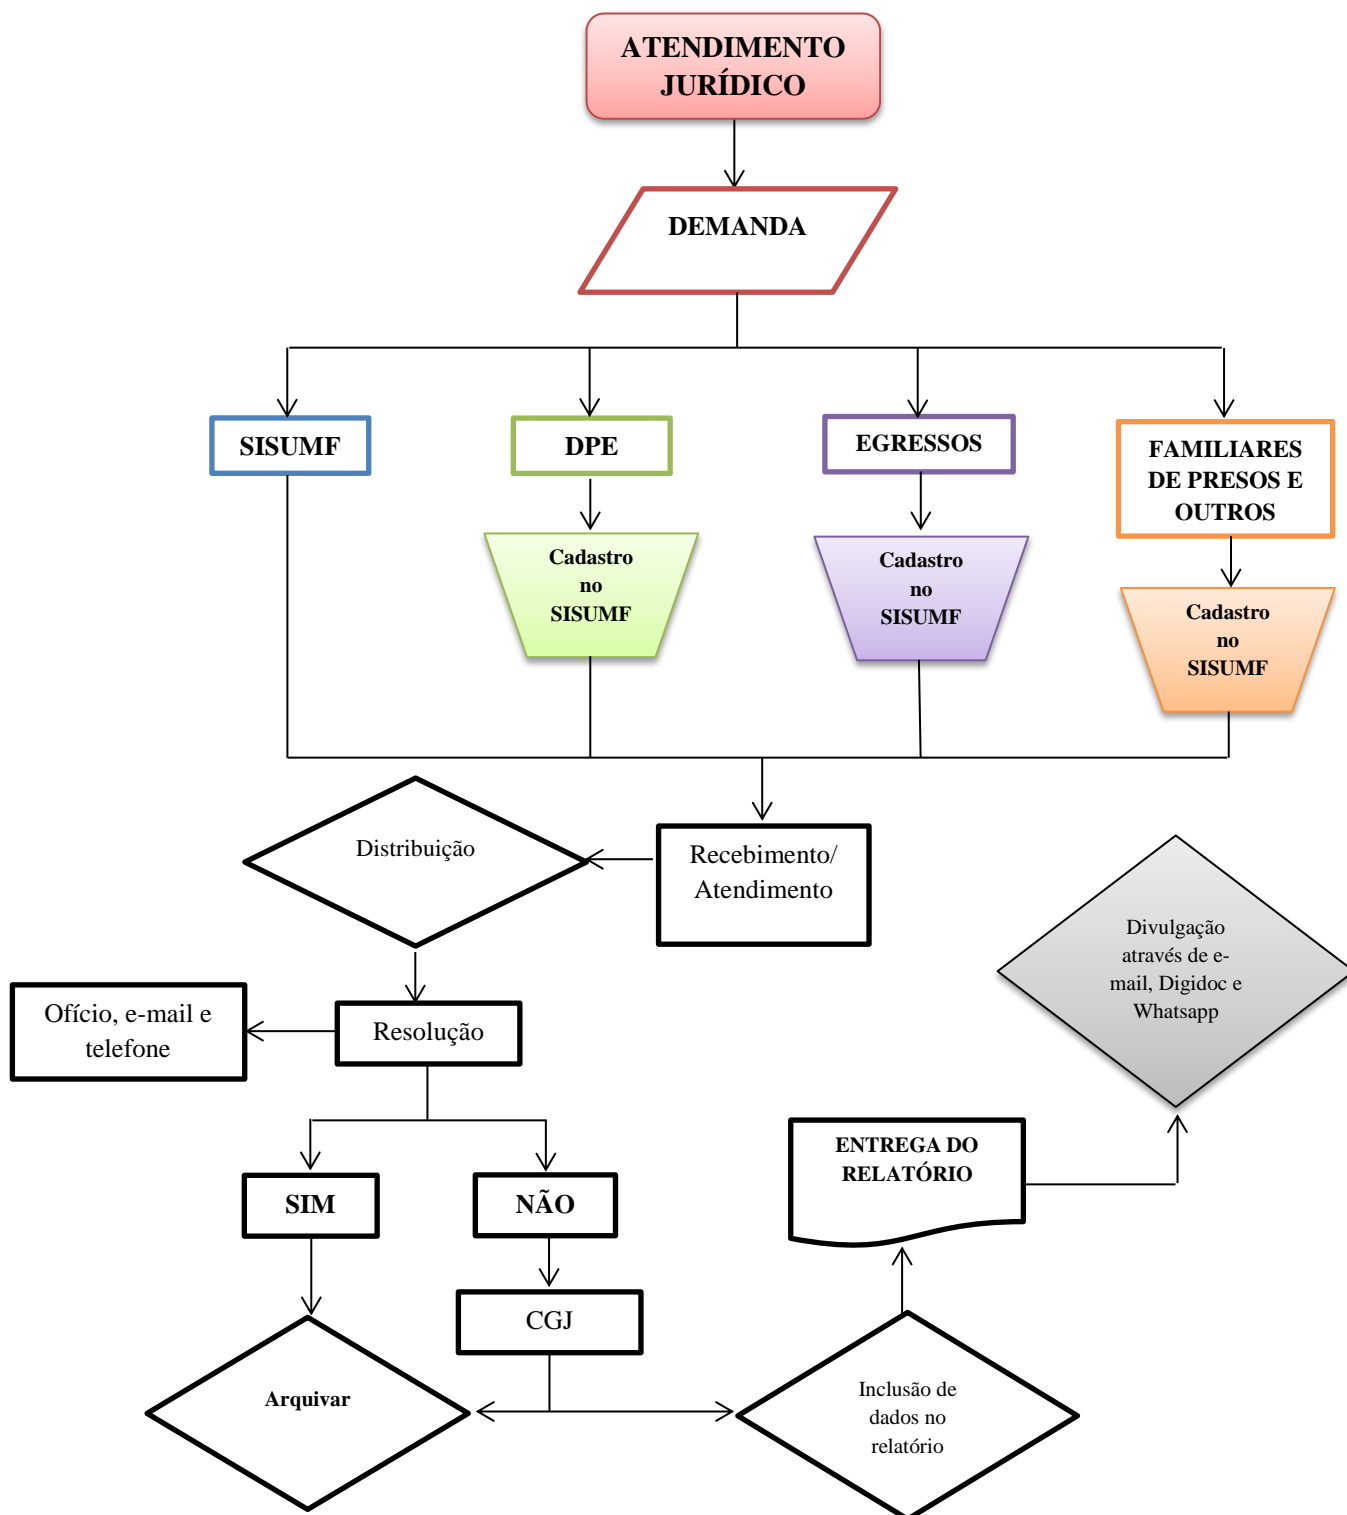 ATENDIMENTO
JURÍDICO
DEMANDA
SISUMF
DPE
EGRESSOS
FAMILIARES
DE PRESOS E
OUTROS
Cadastro
no
SISUMF
Cadastro
no
SISUMF
Cadastro
no
SISUMF
Distribuição
Recebimento/
Atendimento
Divulgação
através de e-
mail, Digidoc e
Whatsapp
Ofício, e-mail e
telefone
Resolução
ENTREGA DO
RELATÓRIO
SIM
NÃO
CGJ
Arquivar
Inclusão de
dados no
relatório